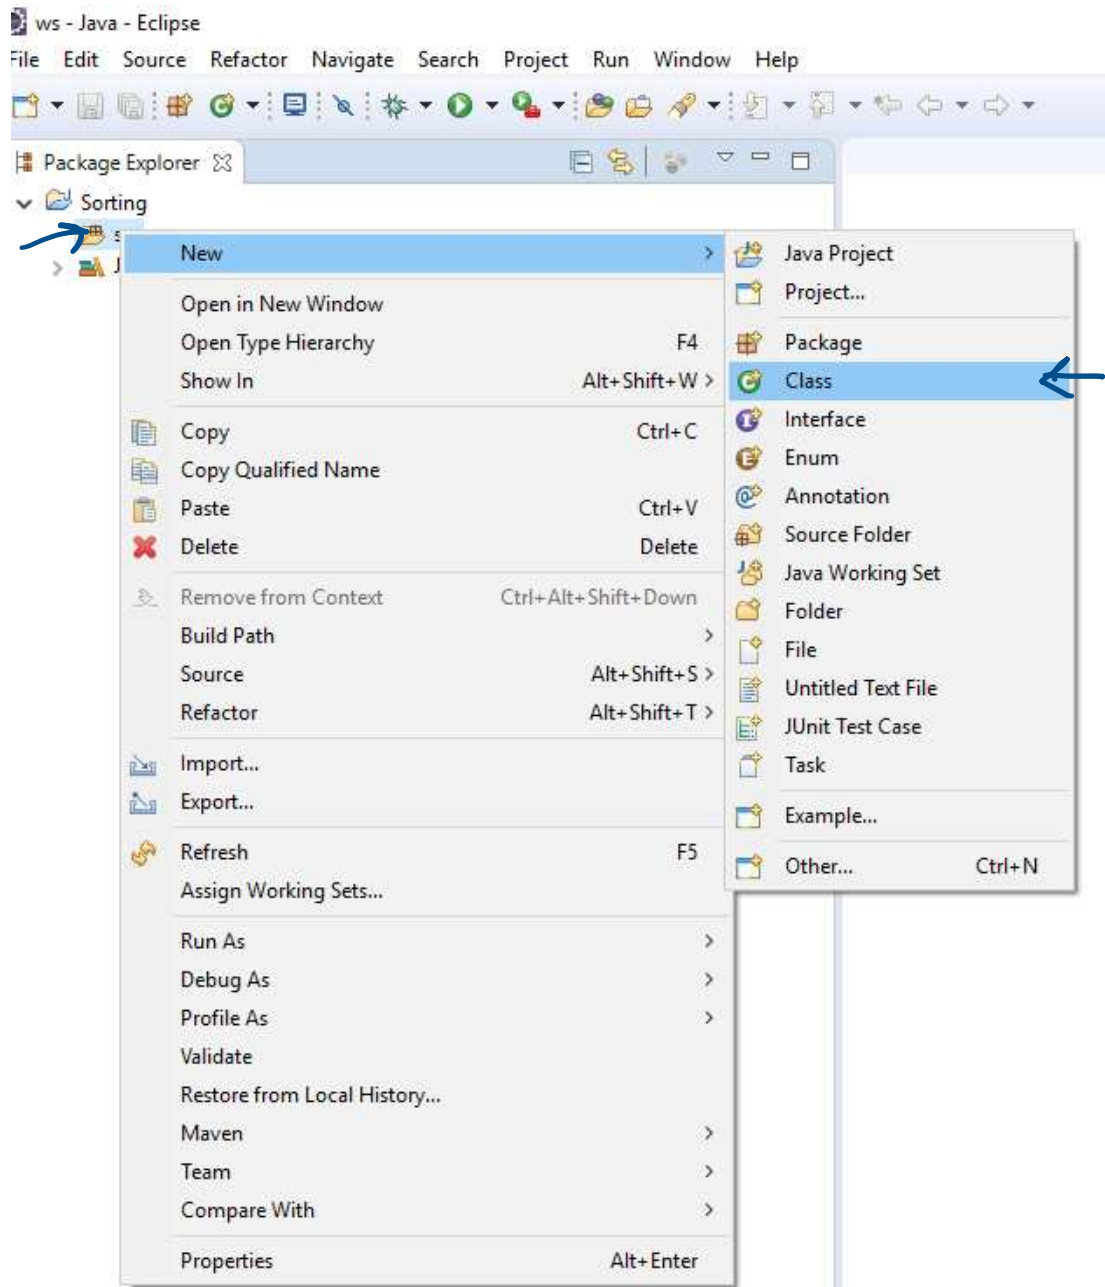 ws - Java - Eclipse
File Edit Source Refactor Navigate Search Project Run Window Help
Package Explorer
Sorting
New
Open in New Window
Open Type Hierarchy F4
Show In Alt+Shift+W >
Copy Ctrl+C
Copy Qualified Name
Paste Ctrl+V
Delete Delete
Remove from Context Ctrl+Alt+Shift+Down
Build Path >
Source Alt+Shift+S >
Refactor Alt+Shift+T >
Import...
Export...
Refresh F5
Assign Working Sets...
Run As >
Debug As >
Profile As >
Validate
Restore from Local History...
Maven >
Team >
Compare With >
Properties Alt+Enter
Java Project
Project...
Package
Class
Interface
Enum
Annotation
Source Folder
Java Working Set
Folder
File
Untitled Text File
JUnit Test Case
Task
Example...
Other... Ctrl+N